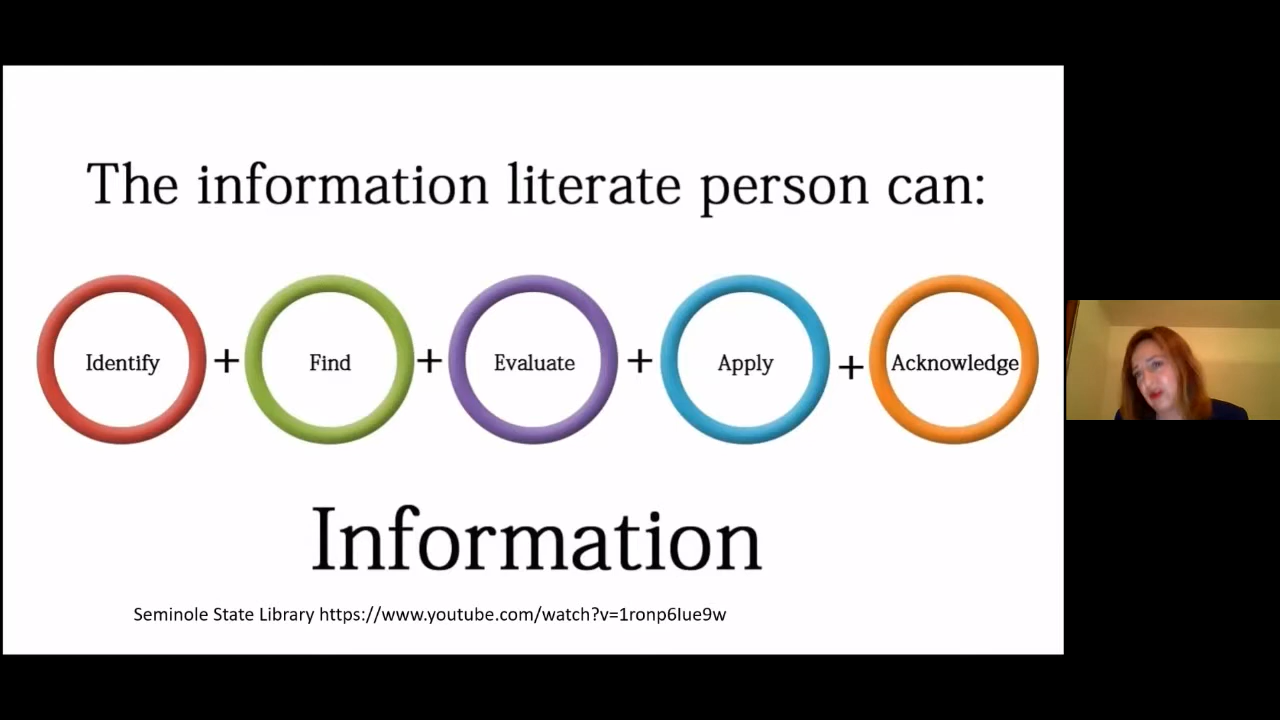 The information literate person can:
Identify + Find + Evaluate + Apply + Acknowledge
Information
Seminole State Library https://www.youtube.com/watch?v=1ronp6Iue9w